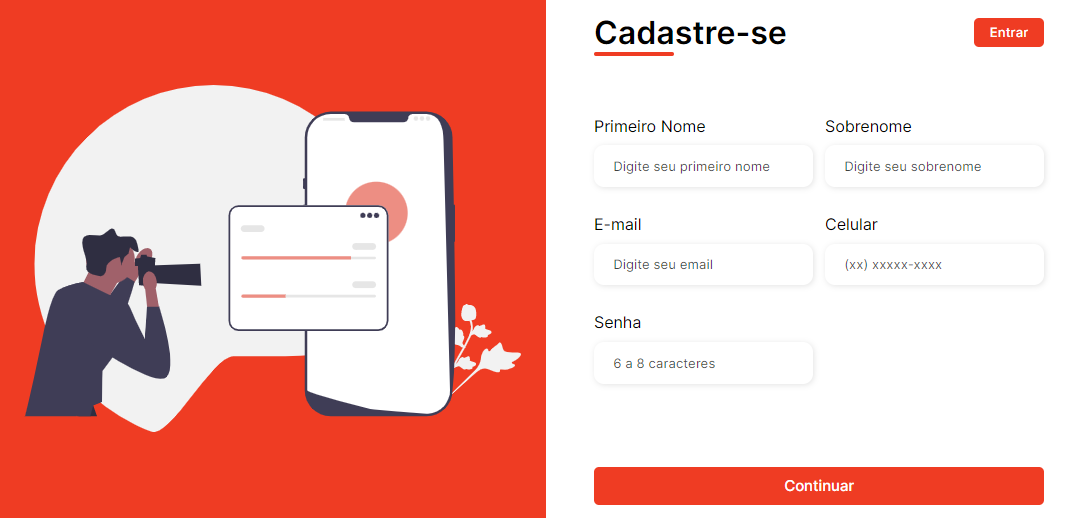 Cadastre-se
Entrar
Primeiro Nome
Sobrenome
Digite seu primeiro nome
Digite seu sobrenome
E-mail
Celular
Digite seu email
(xx) xxxxx-xxxx
Senha
6 a 8 caracteres
Continuar